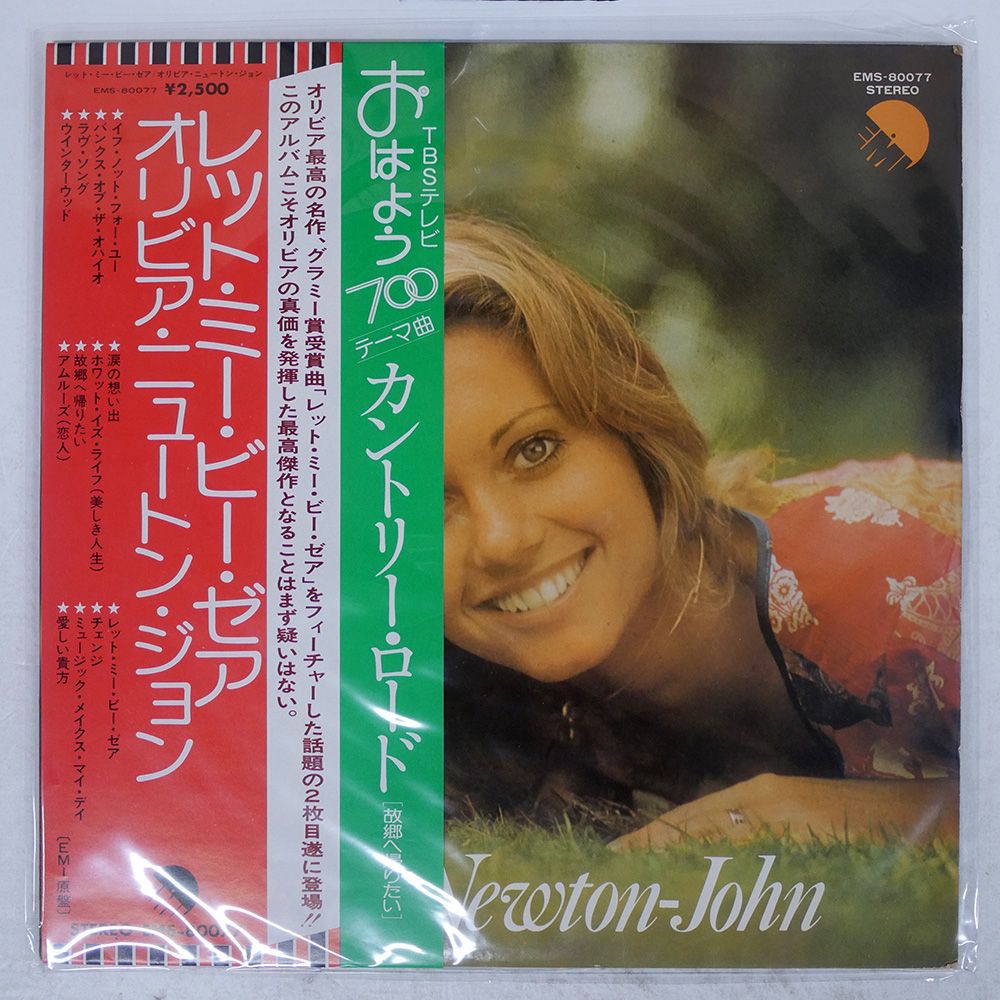 レット・ミー・ビー・ゼア/オリビア・ニュートン・ジョン
EMS-80077 ¥2,500
レット・ミー・ビー・ゼア
オリビア・ニュートン・ジョン
★イフ・ノット・フォー・ユー
★バンクス・オブ・ザ・オハイオ
★ラヴ・ソング
★ウインターウッド
★涙の想い出
★ホワット・イズ・ライフ(美しき人生)
★故郷へ帰りたい
★アムルーズ(恋人)
★レット・ミー・ビー・ゼア
★チェンジ
★ミュージック・メイクス・マイ・デイ
★愛しい貴方
[EMI原盤]
STEREO
オリビア最高の名作、グラミー賞受賞曲「レット・ミー・ビー・ゼア」をフィーチャーした話題の2枚目遂に登場!!
このアルバムこそオリビアの真価を発揮した最高傑作となることはまず疑いはない。
TBSテレビ
おはよう
700
テーマ曲
カントリー・ロード
[故郷へ帰りたい]
EMS-80077
STEREO
EMI
Newton-John